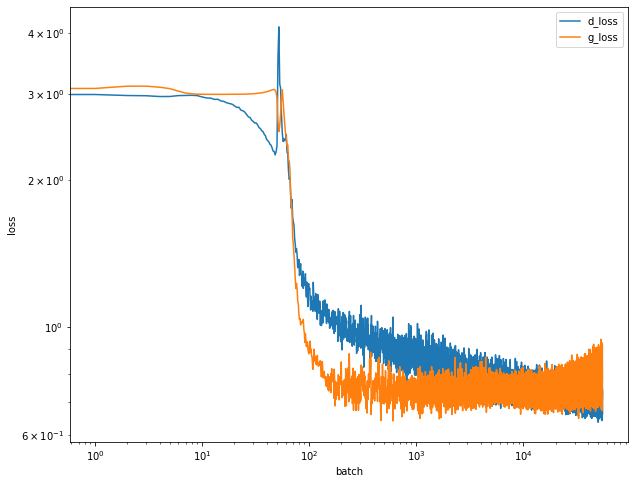 4 × 10⁰
3 × 10⁰
2 × 10⁰
10⁰
6 × 10⁻¹
loss
10⁰ 10¹ 10² 10³ 10⁴
batch
d_loss
g_loss